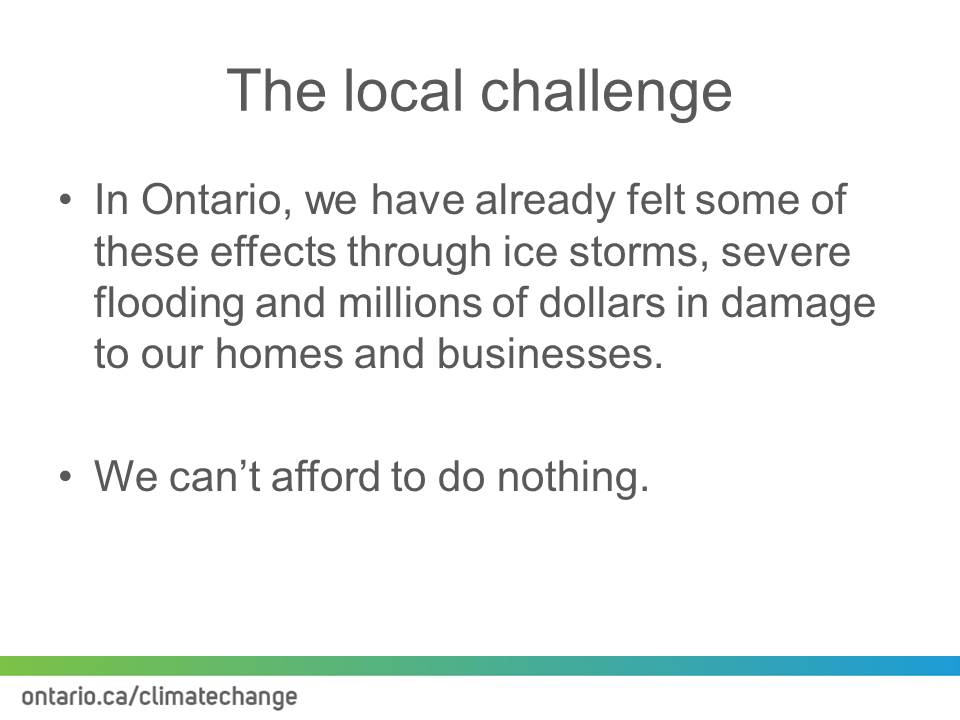 The local challenge
• In Ontario, we have already felt some of
these effects through ice storms, severe
flooding and millions of dollars in damage
to our homes and businesses.
• We can’t afford to do nothing.
ontario.ca/climatechange